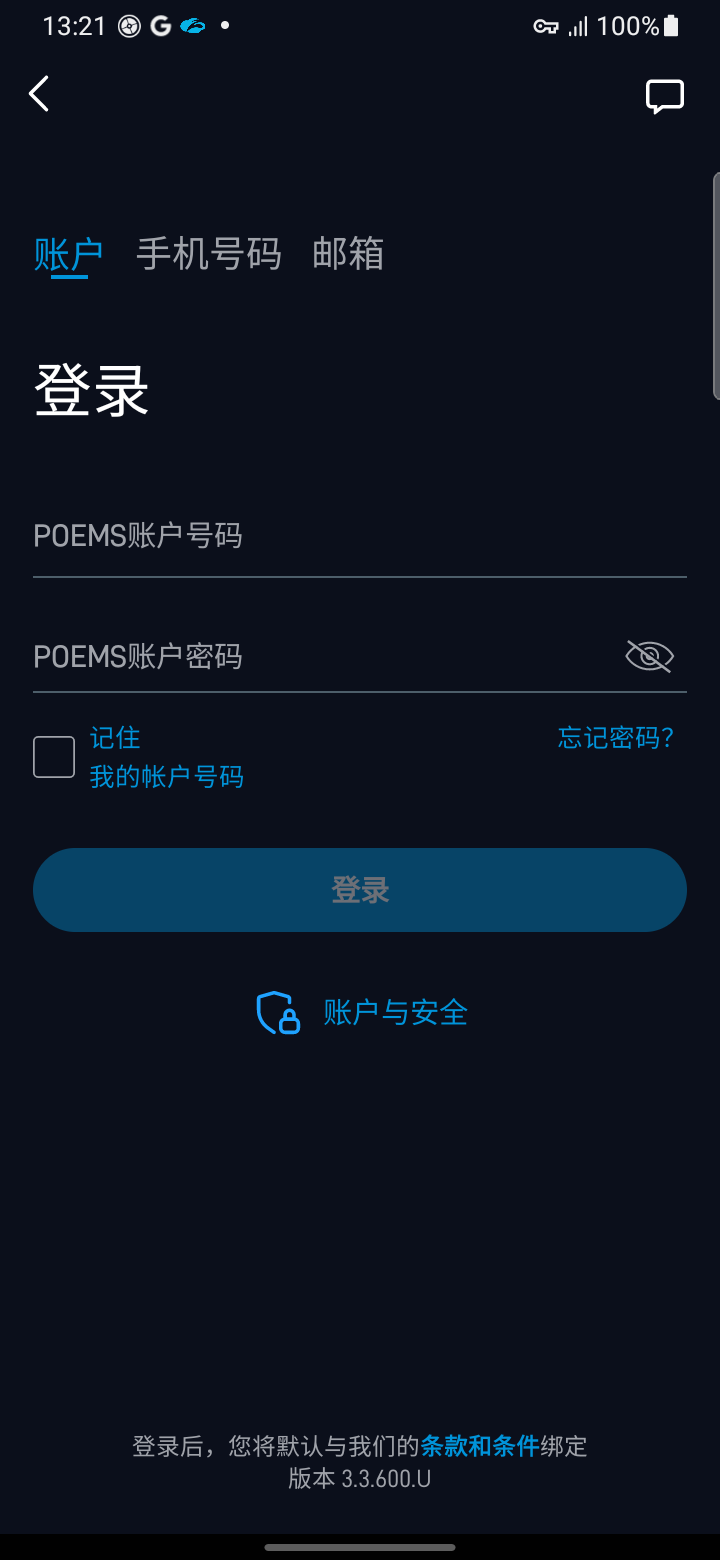 13:21
100%
账户 手机号码 邮箱
登录
POEMS账户号码
POEMS账户密码
记住 忘记密码?
我的帐户号码
登录
账户与安全
登录后，您将默认与我们的条款和条件绑定
版本 3.3.600.U